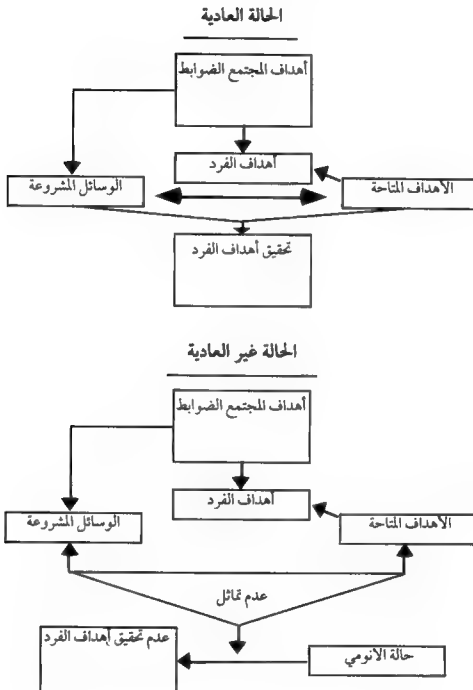 الحالة العادية
أهداف المجتمع الضوابط
أهداف الفرد
الأهداف المتاحة
الوسائل المشروعة
تحقيق أهداف الفرد
الحالة غير العادية
أهداف المجتمع الضوابط
أهداف الفرد
الأهداف المتاحة
الوسائل المشروعة
عدم تماثل
عدم تحقيق أهداف الفرد
حالة الانومي